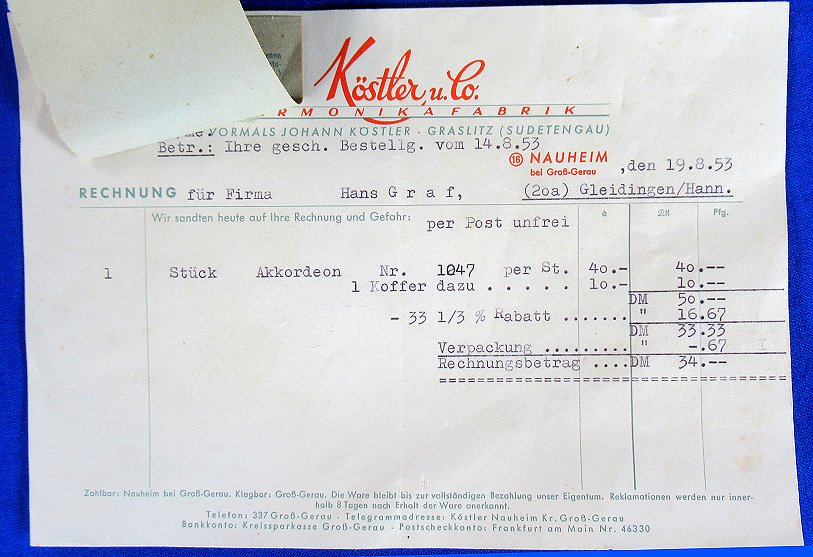 Köstler, u. Co.
RMONIKAFABRIK
VORMALS JOHANN KÖSTLER · GRASLITZ (SUDETENGAU)
Betr.: Ihre gesch. Bestellg. vom 14.8.53
18 NAUHEIM
bei Groß-Gerau
,den 19.8.53
RECHNUNG für Firma Hans Graf, (2oa) Gleidingen/Hann.
Wir sandten heute auf Ihre Rechnung und Gefahr: per Post unfrei à DM Pfg.
1 Stück Akkordeon Nr. 1047 per St. 4o.- 4o.--
1 Koffer dazu . . . . . 1o.- 1o.--
DM 5o.--
- 33 1/3 % Rabatt ....... " 16.67
DM 33.33
Verpackung ......... " -.67
Rechnungsbetrag ....DM 34.--
Zahlbar: Nauheim bei Groß-Gerau. Klagbar: Groß-Gerau. Die Ware bleibt bis zur vollständigen Bezahlung unser Eigentum. Reklamationen werden nur inner-
halb 8 Tagen nach Erhalt der Ware anerkannt.
Telefon: 337 Groß-Gerau · Telegrammadresse: Köstler Nauheim Kr. Groß-Gerau
Bankkonto: Kreissparkasse Groß-Gerau · Postscheckkonto: Frankfurt am Main Nr. 46330